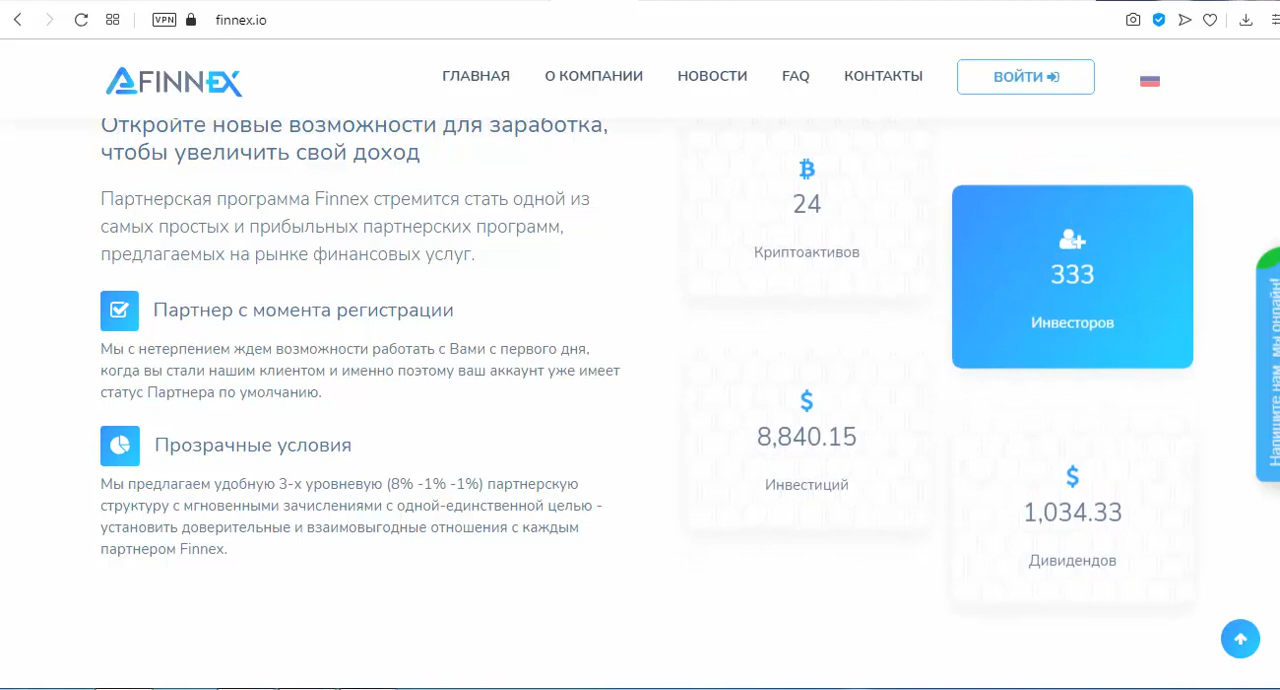 VPN finnex.io
FINNEX ГЛАВНАЯ О КОМПАНИИ НОВОСТИ FAQ КОНТАКТЫ ВОЙТИ
Откройте новые возможности для заработка,
чтобы увеличить свой доход
Партнерская программа Finnex стремится стать одной из
самых простых и прибыльных партнерских программ,
предлагаемых на рынке финансовых услуг.
Партнер с момента регистрации
Мы с нетерпением ждем возможности работать с Вами с первого дня,
когда вы стали нашим клиентом и именно поэтому ваш аккаунт уже имеет
статус Партнера по умолчанию.
Прозрачные условия
Мы предлагаем удобную 3-х уровневую (8% -1% -1%) партнерскую
структуру с мгновенными зачислениями с одной-единственной целью -
установить доверительные и взаимовыгодные отношения с каждым
партнером Finnex.
24
Криптоактивов
333
Инвесторов
$
8,840.15
Инвестиций
$
1,034.33
Дивидендов
Напишите нам, мы онлайн!